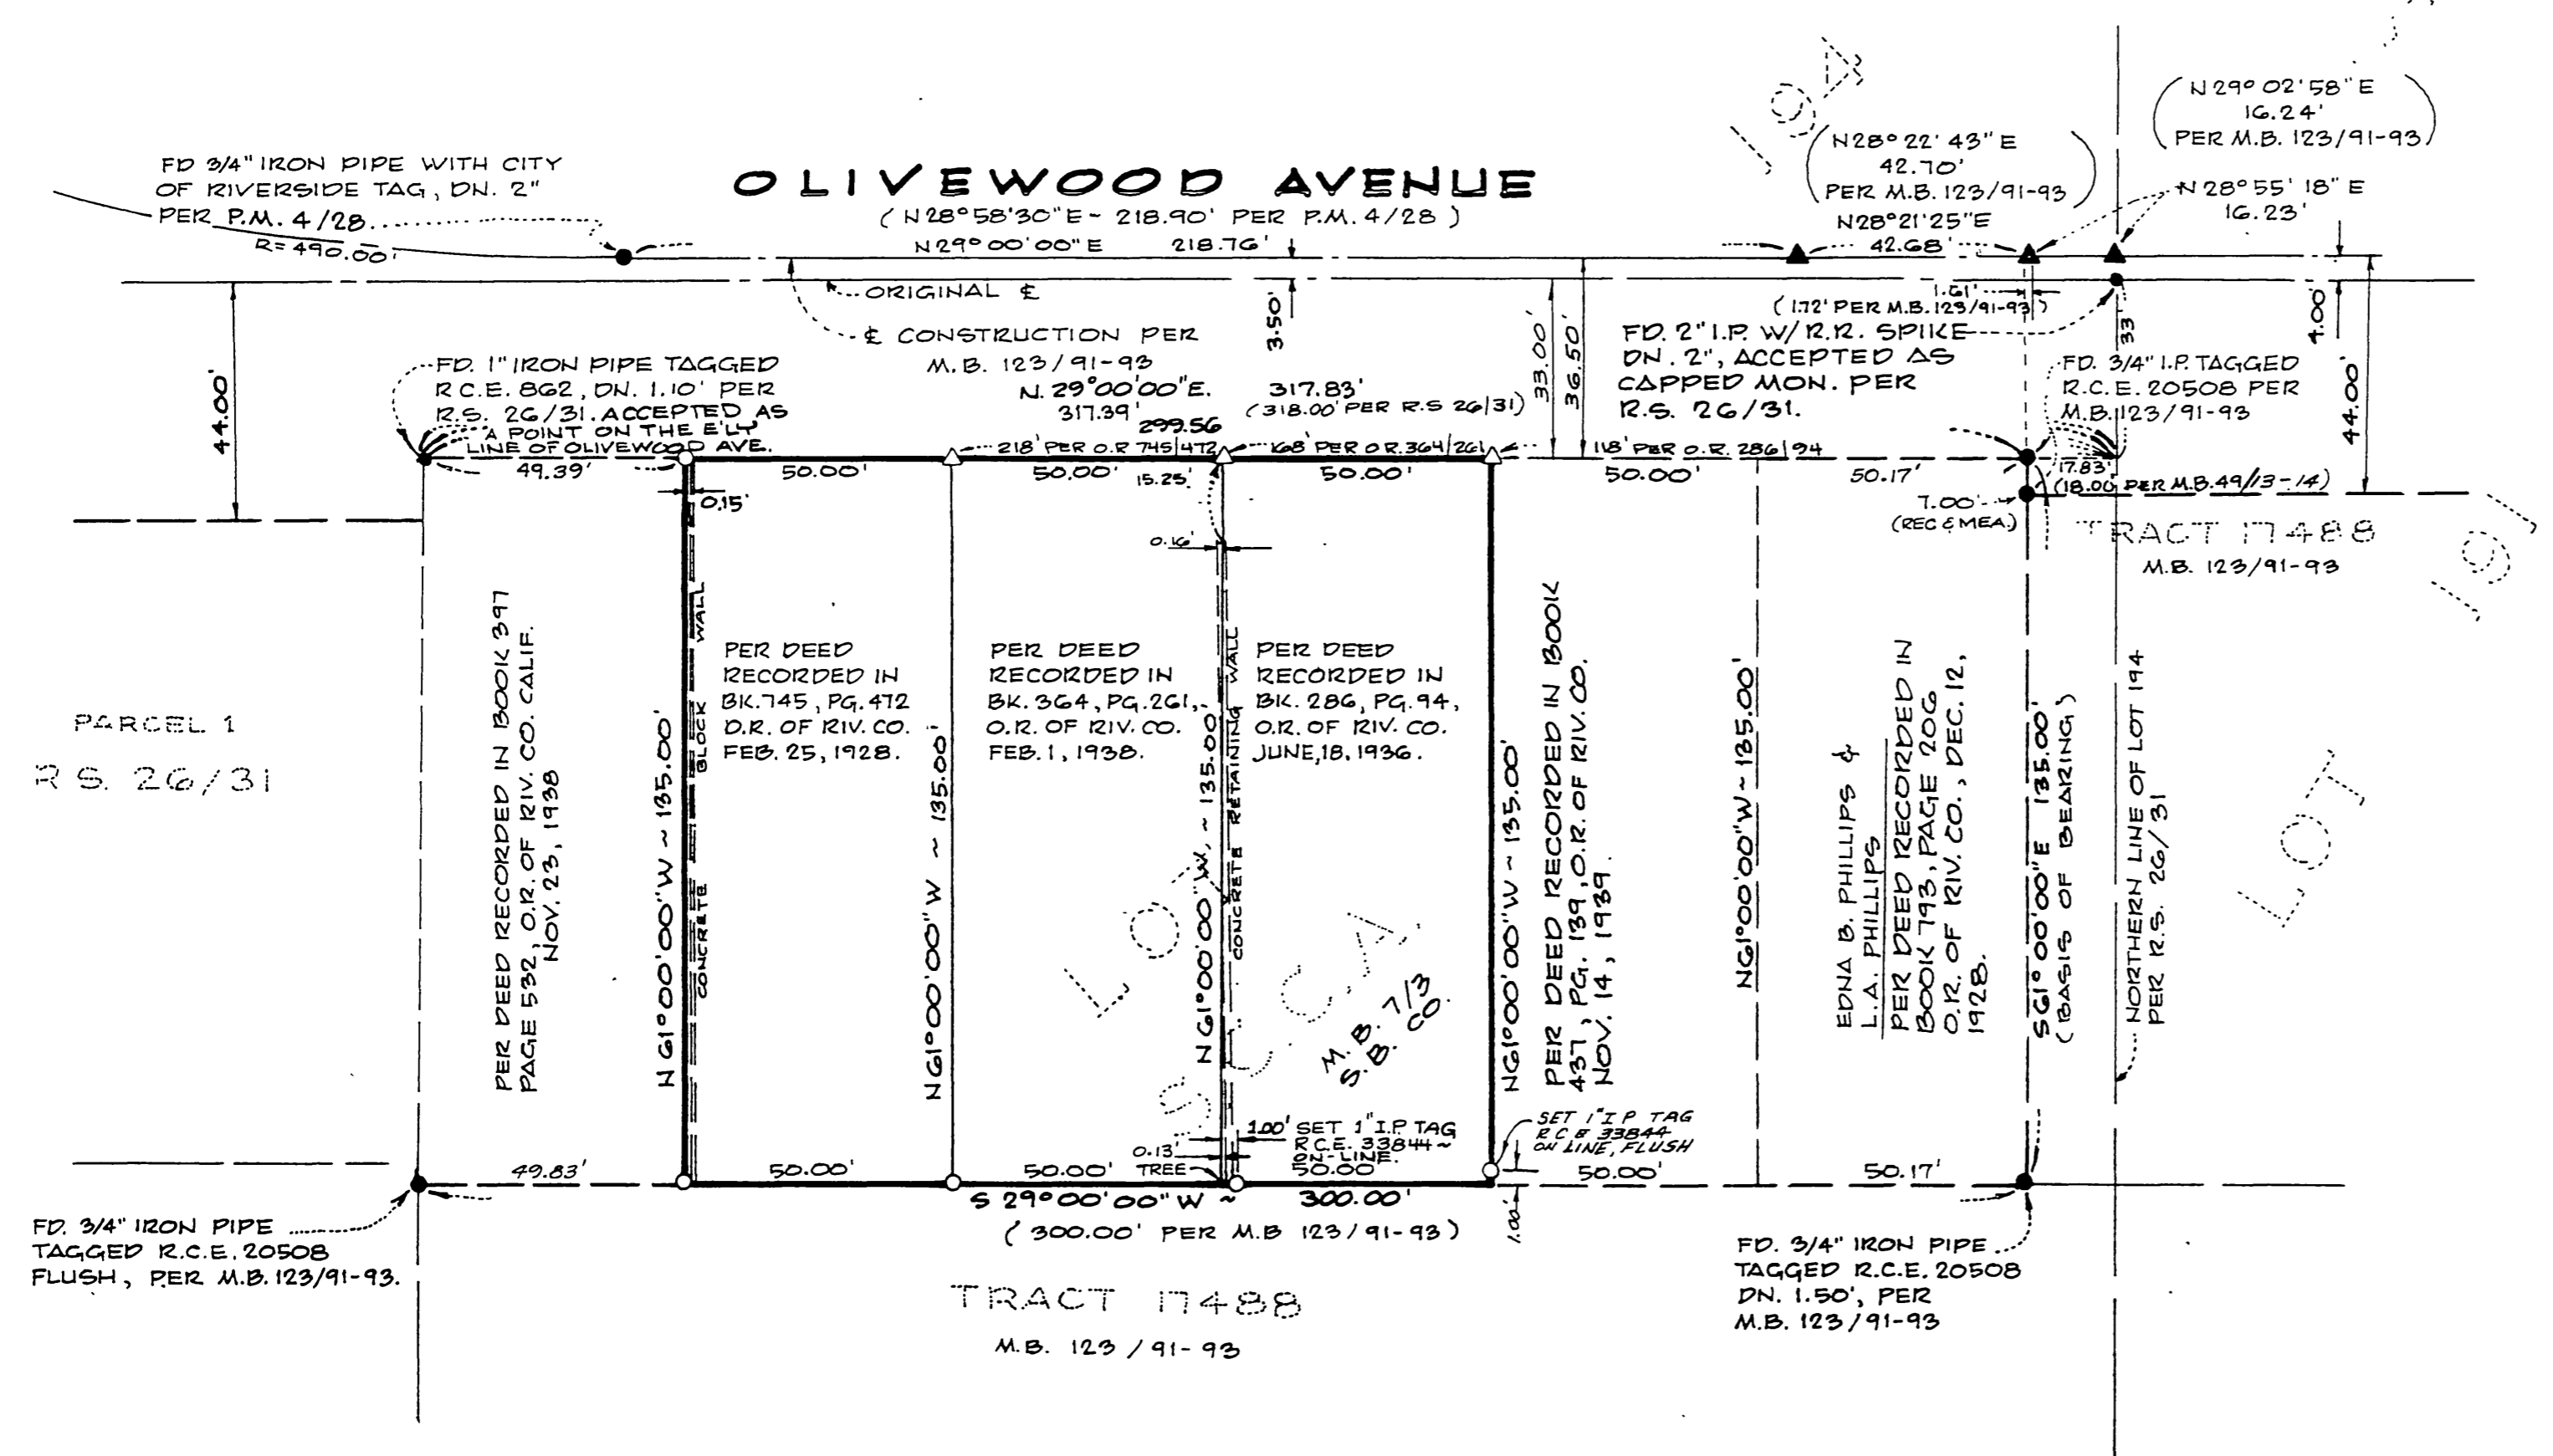 OLIVEWOOD AVENUE
(N28°58'30"E- 218.90' PER P.M. 4/28)
N29°00'00"E 218.76'
FD 3/4" IRON PIPE WITH CITY
OF RIVERSIDE TAG, DN. 2"
PER P.M. 4/28
R=490.00'
194
(N28°22'43"E
42.70'
PER M.B. 123/91-93)
N28°21'25"E
42.68'
(N29°02'58"E
16.24'
PER M.B. 123/91-93)
N28°55'18"E
16.23'
ORIGINAL ℄
℄ CONSTRUCTION PER
M.B. 123/91-93
3.50'
33.00'
36.50'
1.61'
(1.72' PER M.B. 123/91-93)
FD. 2" I.P. W/R.R. SPIKE
DN. 2", ACCEPTED AS
CAPPED MON. PER
R.S. 26/31.
33'
4.00'
44.00'
FD. 3/4" I.P. TAGGED
R.C.E. 20508 PER
M.B. 123/91-93
44.00'
FD. 1" IRON PIPE TAGGED
R.C.E. 862, DN. 1.10' PER
R.S. 26/31. ACCEPTED AS
A POINT ON THE E'LY
LINE OF OLIVEWOOD AVE.
N. 29°00'00"E. 317.83'
317.39' (318.00' PER R.S 26/31)
299.56
218' PER O.R 745/472
168' PER O.R. 364/261
118' PER O.R. 286/94
49.39'
50.00'
50.00'
15.25'
50.00'
50.00'
50.17'
17.83'
(18.00' PER M.B. 49/13-14)
7.00'
(REC & MEA.)
0.15'
0.16'
TRACT 17488
M.B. 123/91-93
LOT 191
PARCEL 1
R S. 26/31
PER DEED RECORDED IN BOOK 397
PAGE 532, O.R. OF RIV. CO. CALIF.
NOV. 23, 1938
N 61°00'00"W ~ 135.00'
CONCRETE BLOCK WALL
PER DEED
RECORDED IN
BK.745, PG.472
O.R. OF RIV. CO.
FEB. 25, 1928.
N 61°00'00"W ~ 135.00'
PER DEED
RECORDED IN
BK. 364, PG.261,
O.R. OF RIV. CO.
FEB. 1, 1938.
N 61°00'00"W, ~ 135.00
CONCRETE RETAINING WALL
PER DEED
RECORDED IN
BK. 286, PG.94,
O.R. OF RIV. CO.
JUNE, 18, 1936.
LOT
M.B. 7/3
S.B. CO.
N61°00'00"W ~ 135.00'
PER DEED RECORDED IN BOOK
437, PG. 139, O.R. OF RIV. CO.
NOV. 14, 1939.
N61°00'00"W ~ 135.00'
EDNA B. PHILLIPS &
L.A. PHILLIPS
PER DEED RECORDED IN
BOOK 793, PAGE 206
O.R. OF RIV. CO., DEC. 12,
1928.
S61°00'00"E 135.00'
(BASIS OF BEARING)
NORTHERN LINE OF LOT 194
PER R.S. 26/31
1.00' SET 1" I.P. TAG
R.C.E. 33844 ~
ON-LINE.
0.13'
TREE
SET 1" I P TAG
R C E 33844
ON LINE, FLUSH
49.83'
50.00'
50.00'
50.00'
50.00'
50.17'
1.00'
S 29°00'00"W ~ 300.00'
(300.00' PER M.B 123/91-93)
FD. 3/4" IRON PIPE
TAGGED R.C.E. 20508
FLUSH, PER M.B. 123/91-93.
FD. 3/4" IRON PIPE
TAGGED R.C.E. 20508
DN. 1.50', PER
M.B. 123/91-93
TRACT 17488
M.B. 123 / 91-93